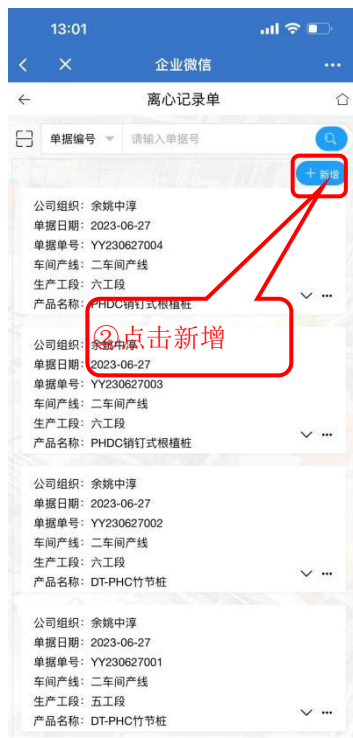 13:01
企业微信
离心记录单
单据编号 请输入单据号
+ 新增
公司组织：余姚中淳
单据日期：2023-06-27
单据单号：YY230627004
车间产线：二车间产线
生产工段：六工段
产品名称：PHDC销钉式根植桩
②点击新增
公司组织：余姚中淳
单据日期：2023-06-27
单据单号：YY230627003
车间产线：二车间产线
生产工段：六工段
产品名称：PHDC销钉式根植桩
公司组织：余姚中淳
单据日期：2023-06-27
单据单号：YY230627002
车间产线：二车间产线
生产工段：六工段
产品名称：DT-PHC竹节桩
公司组织：余姚中淳
单据日期：2023-06-27
单据单号：YY230627001
车间产线：二车间产线
生产工段：五工段
产品名称：DT-PHC竹节桩